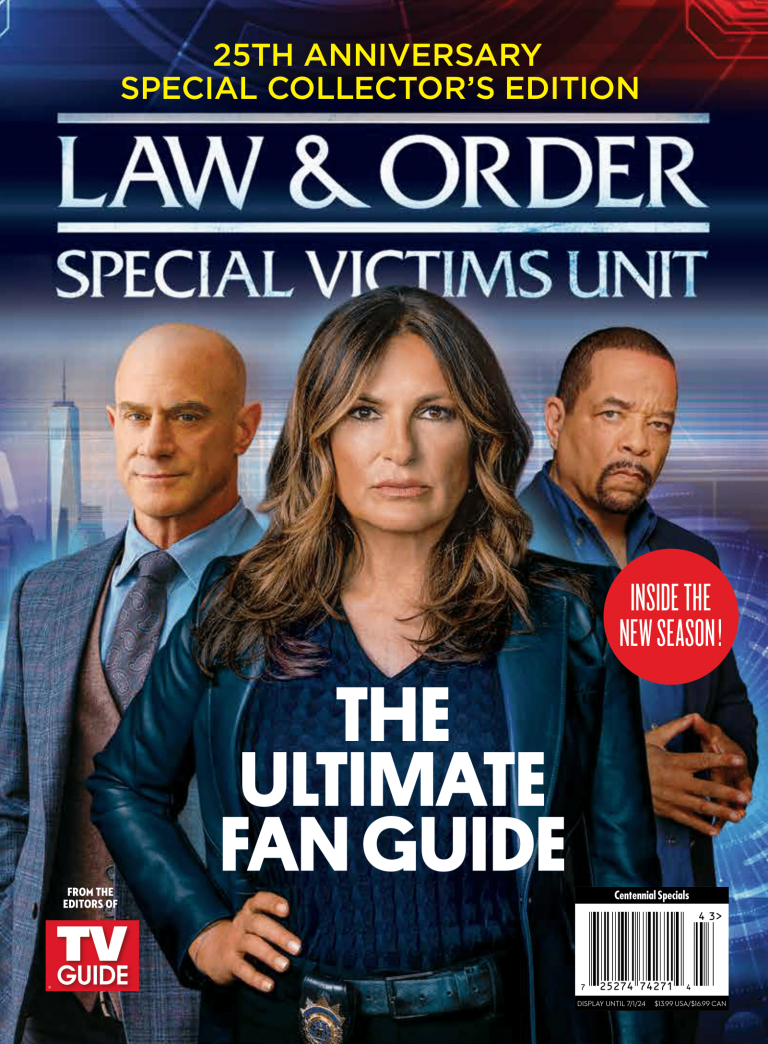 25TH ANNIVERSARY
SPECIAL COLLECTOR'S EDITION
LAW & ORDER
SPECIAL VICTIMS UNIT
INSIDE THE
NEW SEASON!
THE
ULTIMATE
FAN GUIDE
FROM THE
EDITORS OF
TV
GUIDE
Centennial Specials
43>
7 25274 74271 4
DISPLAY UNTIL 7/1/24 $13.99 USA/$16.99 CAN